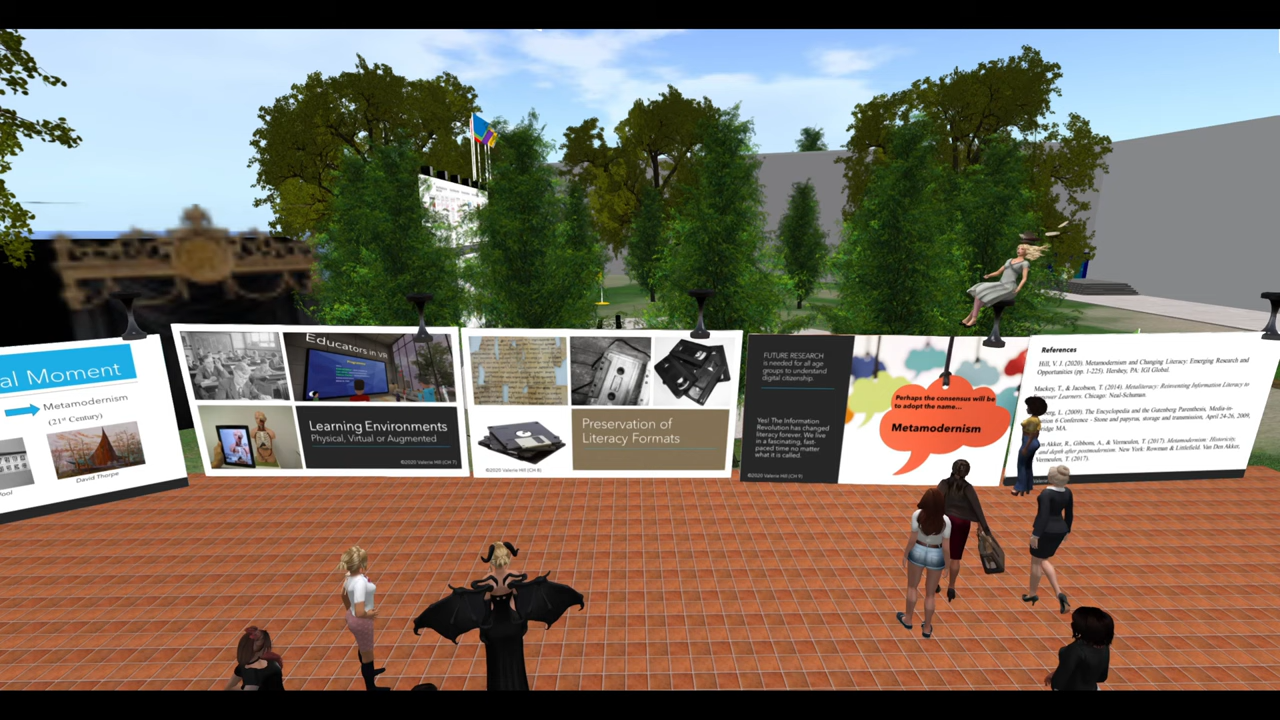 al Moment
Metamodernism
(21st Century)
Pool
David Thorpe
Educators in VR
Learning Environments
Physical, Virtual or Augmented
©2020 Valerie Hill (CH 7)
Preservation of
Literacy Formats
©2020 Valerie Hill (CH 8)
FUTURE RESEARCH
is needed for all age
groups to understand
digital citizenship.
Yes! The Information
Revolution has changed
literacy forever. We live
in a fascinating, fast-
paced time no matter
what it is called.
©2020 Valerie Hill (CH 9)
Perhaps the consensus will be
to adopt the name...
Metamodernism
References
Hill, V. J. (2020). Metamodernism and Changing Literacy: Emerging Research and
Opportunities (pp. 1-225). Hershey, PA: IGI Global.
Mackey, T., & Jacobson, T. (2014). Metaliteracy: Reinventing Information Literacy to
Empower Learners. Chicago: Neal-Schuman.
L. (2009). The Encyclopedia and the Gutenberg Parenthesis, Media-in-
6 Conference - Stone and papyrus, storage and transmission, April 24-26, 2009,
MA.
Akker, R., Gibbons, A., & Vermeulen, T. (2017). Metamodernism: Historicity,
and depth after postmodernism. New York: Rowman & Littlefield. Van Den Akker,
Vermeulen, T. (2017).